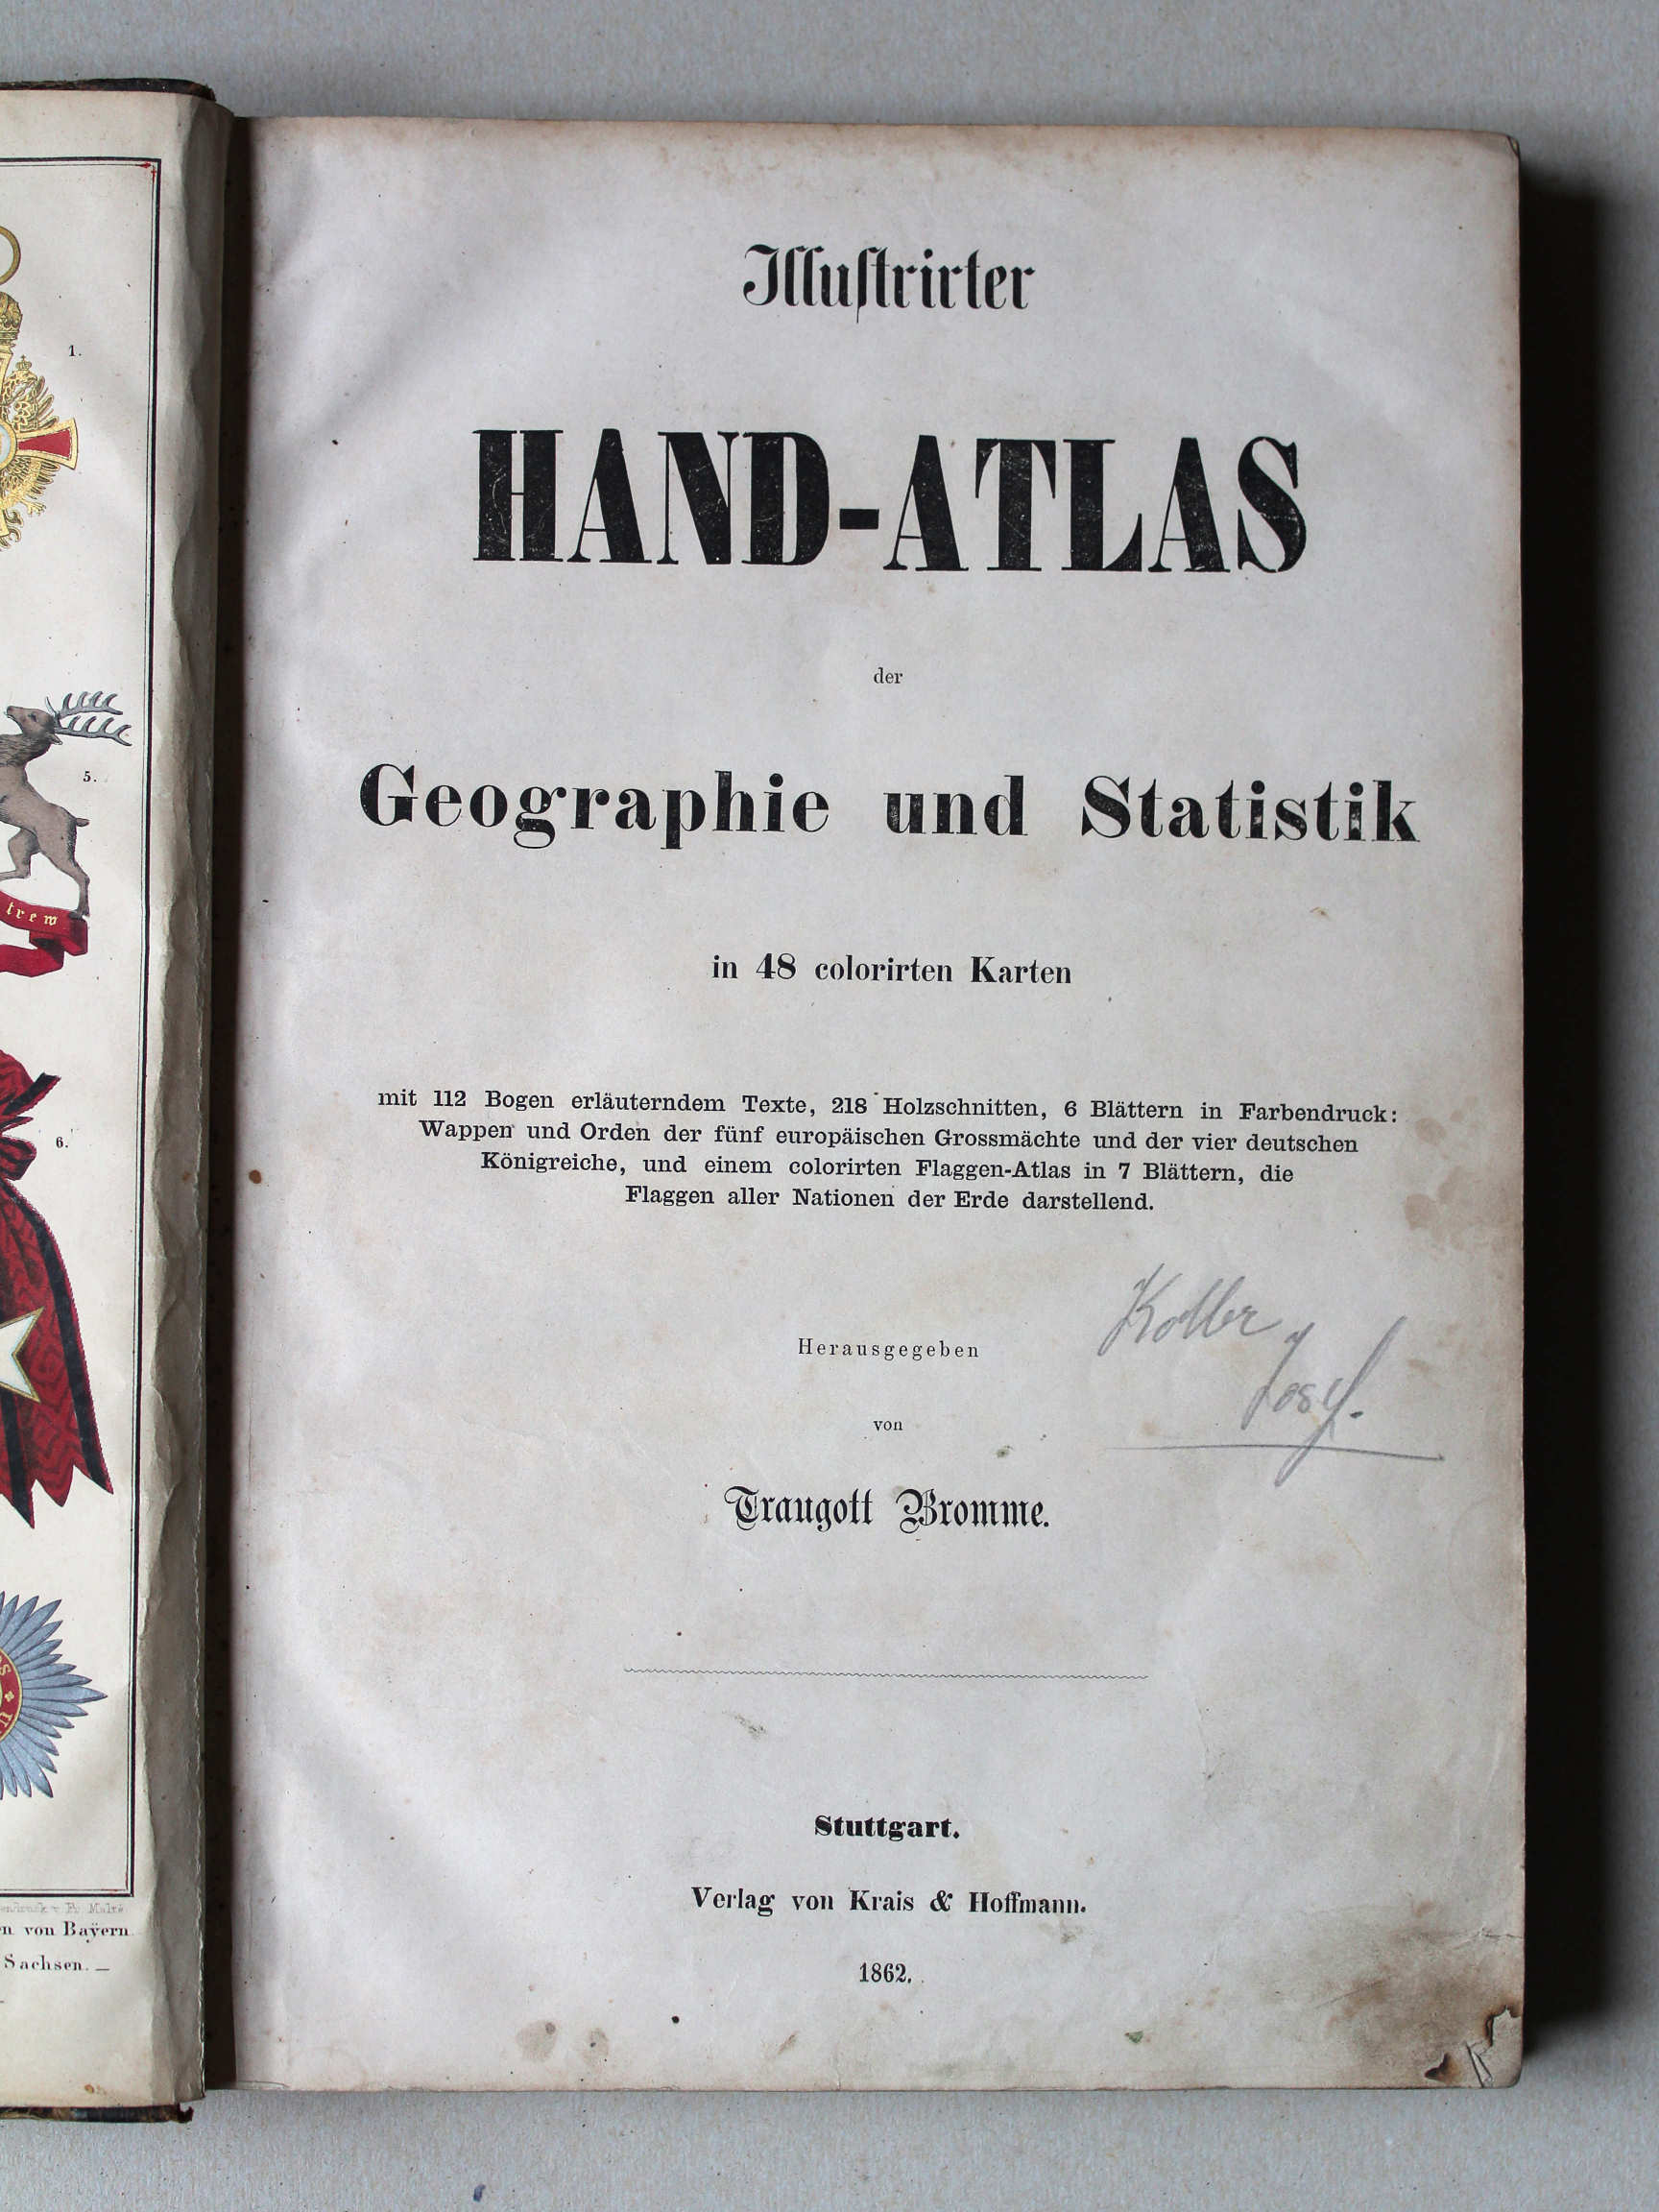 1.
5.
trew
6.
n von Bayern
Sachsen. —
Illustrirter
HAND-ATLAS
der
Geographie und Statistik
in 48 colorirten Karten
mit 112 Bogen erläuterndem Texte, 218 Holzschnitten, 6 Blättern in Farbendruck:
Wappen und Orden der fünf europäischen Grossmächte und der vier deutschen
Königreiche, und einem colorirten Flaggen-Atlas in 7 Blättern, die
Flaggen aller Nationen der Erde darstellend.
Koller
Josf.
Herausgegeben
von
Traugott Bromme.
Stuttgart.
Verlag von Krais & Hoffmann.
1862.